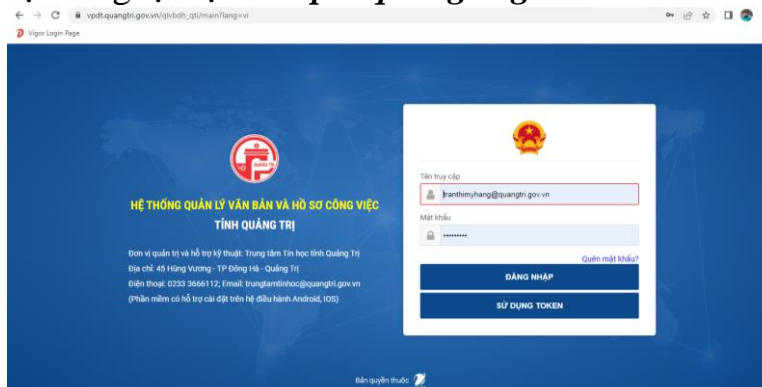 vpdt.quangtri.gov.vn/qlvbdh_qti/main?lang=vi
Vigor Login Page
QUẢNG TRỊ
HỆ THỐNG QUẢN LÝ VĂN BẢN VÀ HỒ SƠ CÔNG VIỆC
TỈNH QUẢNG TRỊ
Đơn vị quản trị và hỗ trợ kỹ thuật: Trung tâm Tin học tỉnh Quảng Trị
Địa chỉ: 45 Hùng Vương - TP Đông Hà - Quảng Trị
Điện thoại: 0233 3666112; Email: trungtamtinhoc@quangtri.gov.vn
(Phần mềm có hỗ trợ cài đặt trên hệ điều hành Android, IOS)
Tên truy cập
tranthimyhang@quangtri.gov.vn
Mật khẩu
•••••••••
Quên mật khẩu?
ĐĂNG NHẬP
SỬ DỤNG TOKEN
Bản quyền thuộc